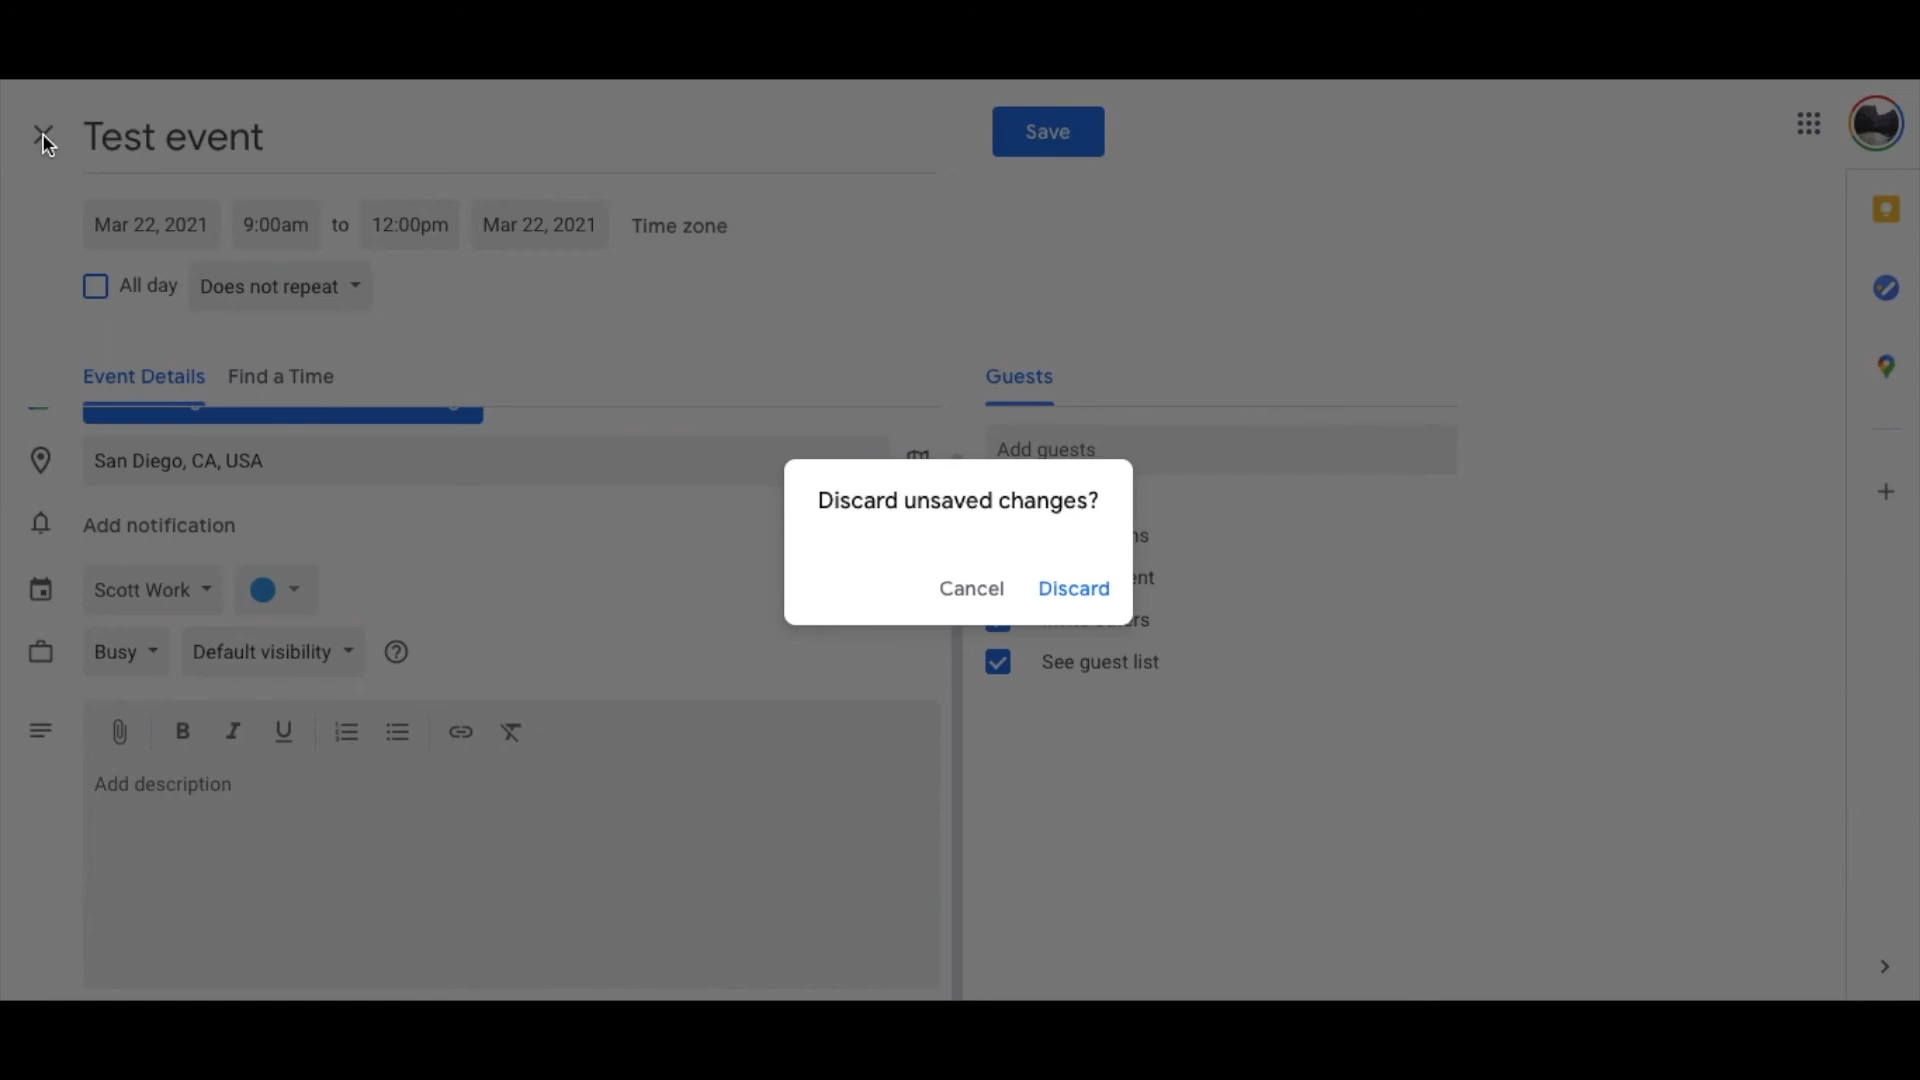 Test event
Save
Mar 22, 2021 9:00am to 12:00pm Mar 22, 2021 Time zone
All day Does not repeat
Event Details Find a Time
Guests
San Diego, CA, USA
Add guests
Add notification
Discard unsaved changes?
Cancel Discard
Scott Work
Busy Default visibility
See guest list
B I U
Add description